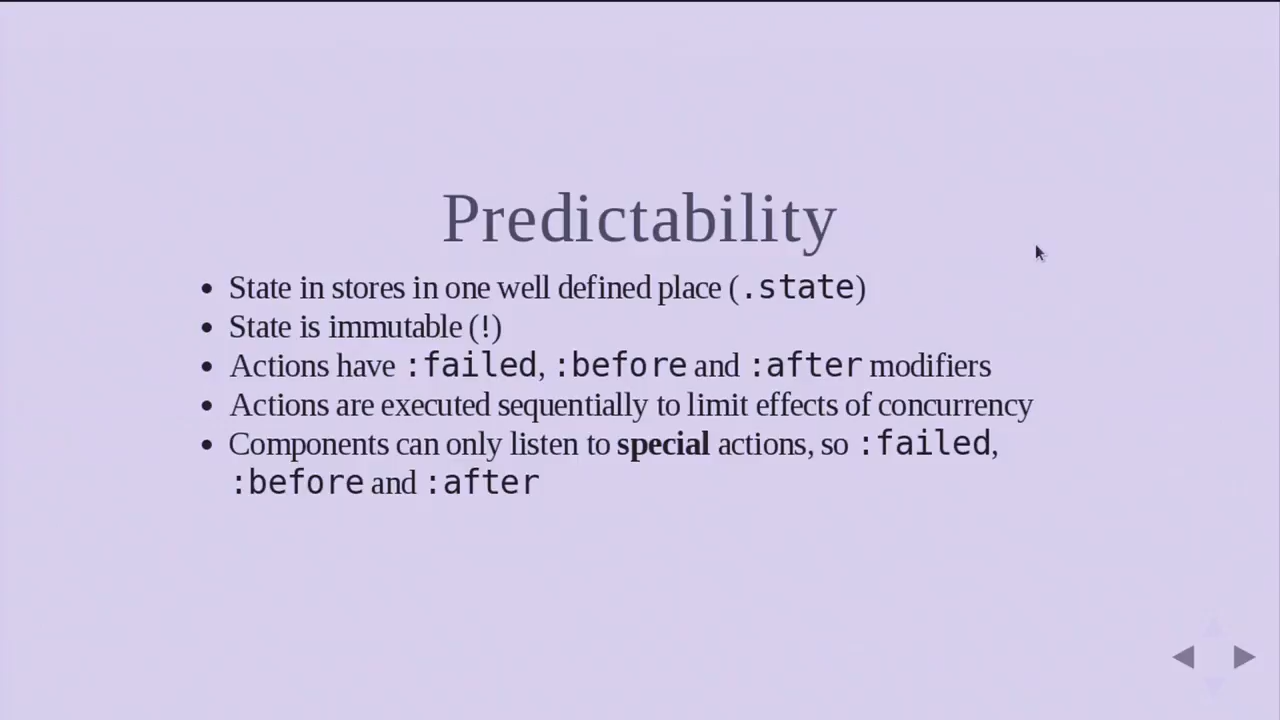 Predictability
State in stores in one well defined place (.state)
State is immutable (!)
Actions have :failed, :before and :after modifiers
Actions are executed sequentially to limit effects of concurrency
Components can only listen to special actions, so :failed,
:before and :after